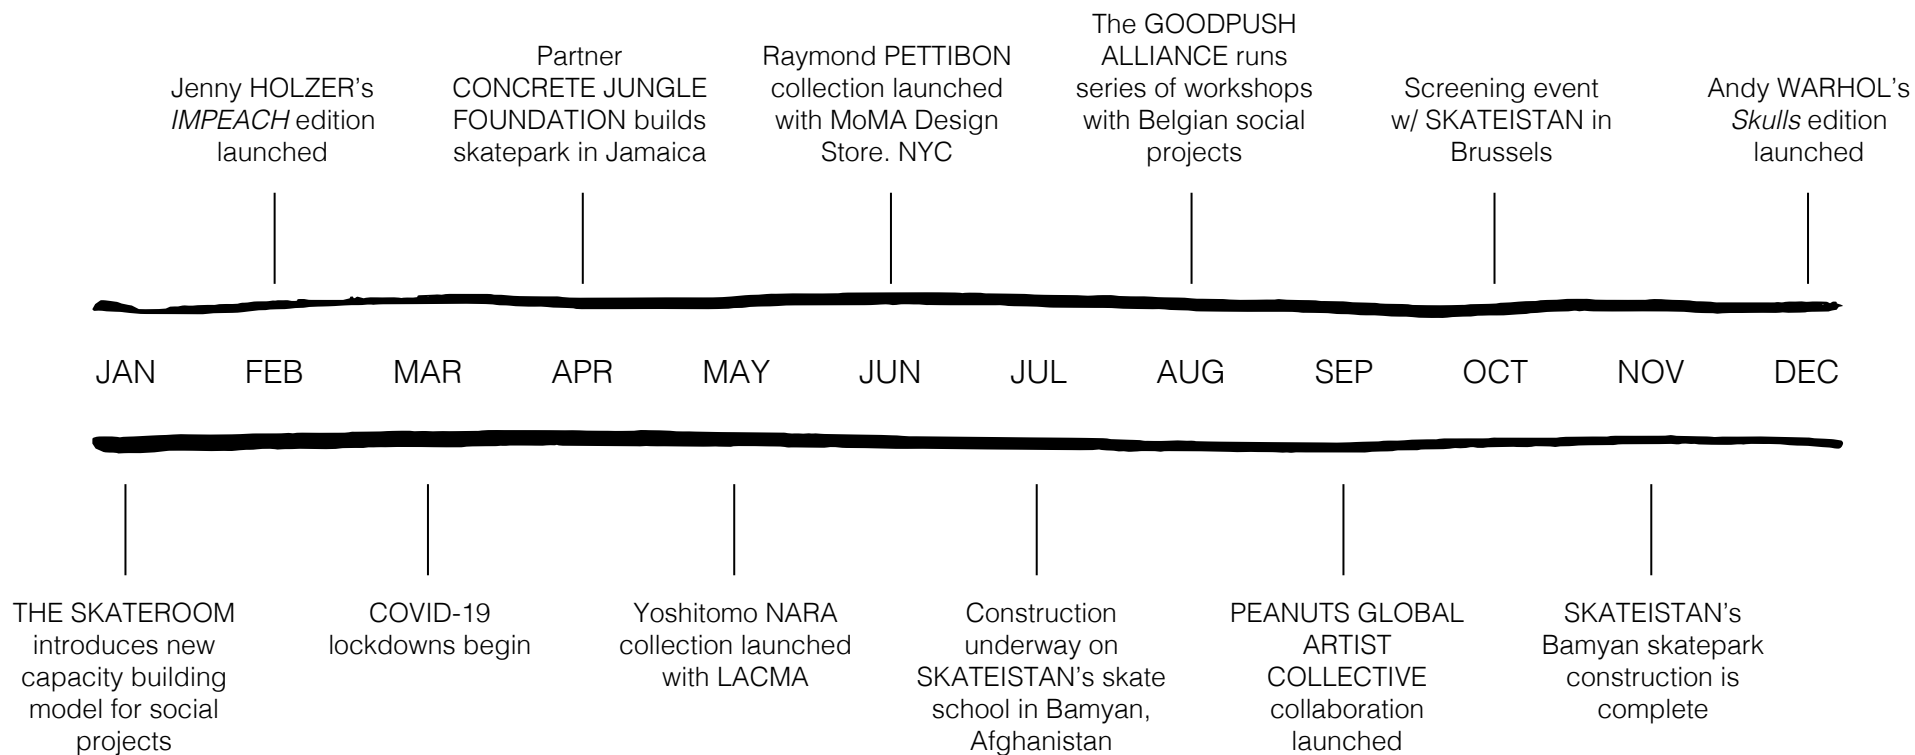 Jenny HOLZER's
IMPEACH edition
launched
Partner
CONCRETE JUNGLE
FOUNDATION builds
skatepark in Jamaica
Raymond PETTIBON
collection launched
with MoMA Design
Store. NYC
The GOODPUSH
ALLIANCE runs
series of workshops
with Belgian social
projects
Screening event
w/ SKATEISTAN in
Brussels
Andy WARHOL's
Skulls edition
launched
JAN FEB MAR APR MAY JUN JUL AUG SEP OCT NOV DEC
THE SKATEROOM
introduces new
capacity building
model for social
projects
COVID-19
lockdowns begin
Yoshitomo NARA
collection launched
with LACMA
Construction
underway on
SKATEISTAN's skate
school in Bamyan,
Afghanistan
PEANUTS GLOBAL
ARTIST
COLLECTIVE
collaboration
launched
SKATEISTAN's
Bamyan skatepark
construction is
complete